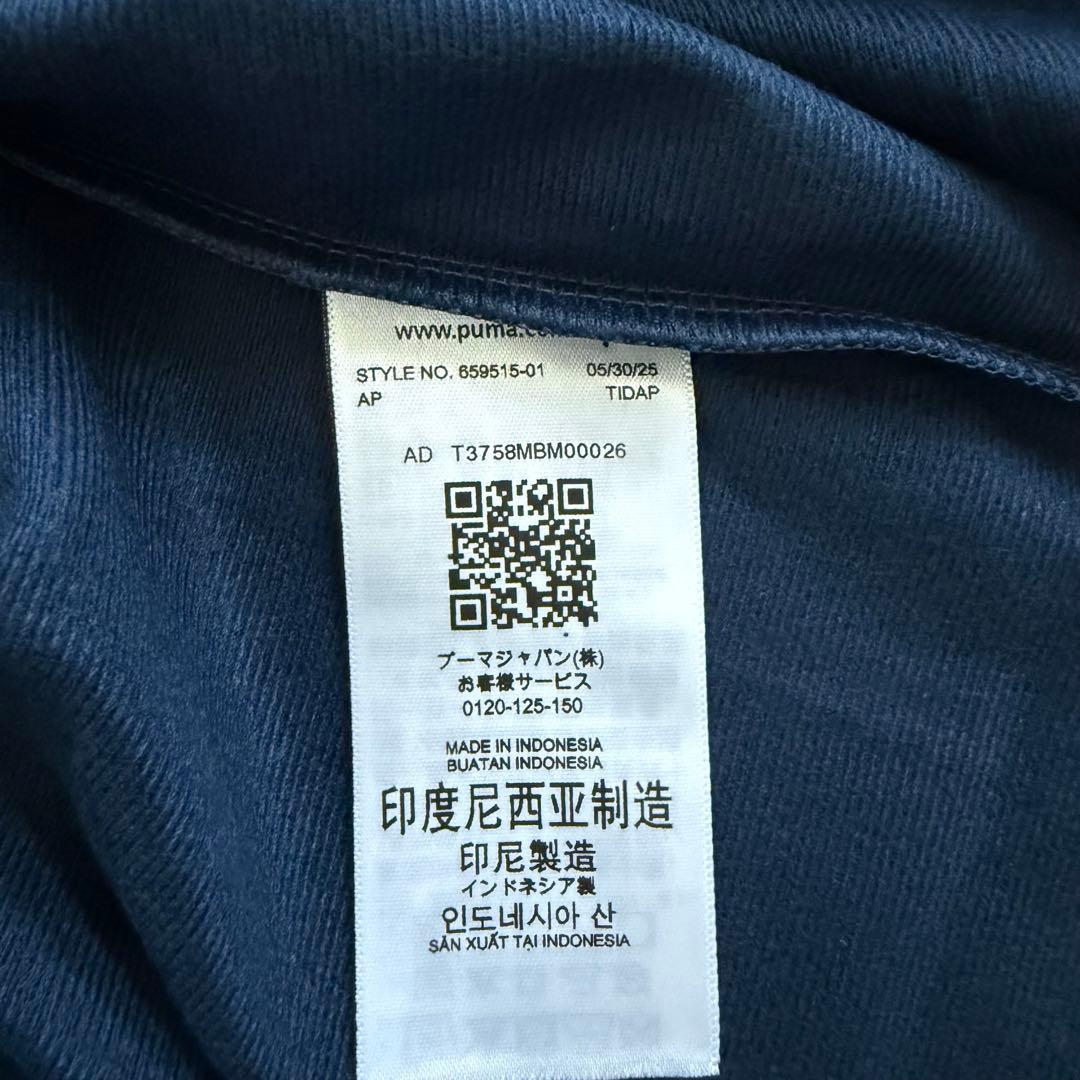 www.puma.
STYLE NO. 659515-01 05/30/25
AP TIDAP
AD T3758MBM00026
プーマジャパン(株)
お客様サービス
0120-125-150
MADE IN INDONESIA
BUATAN INDONESIA
印度尼西亚制造
印尼製造
インドネシア製
인도네시아 산
SẢN XUẤT TẠI INDONESIA